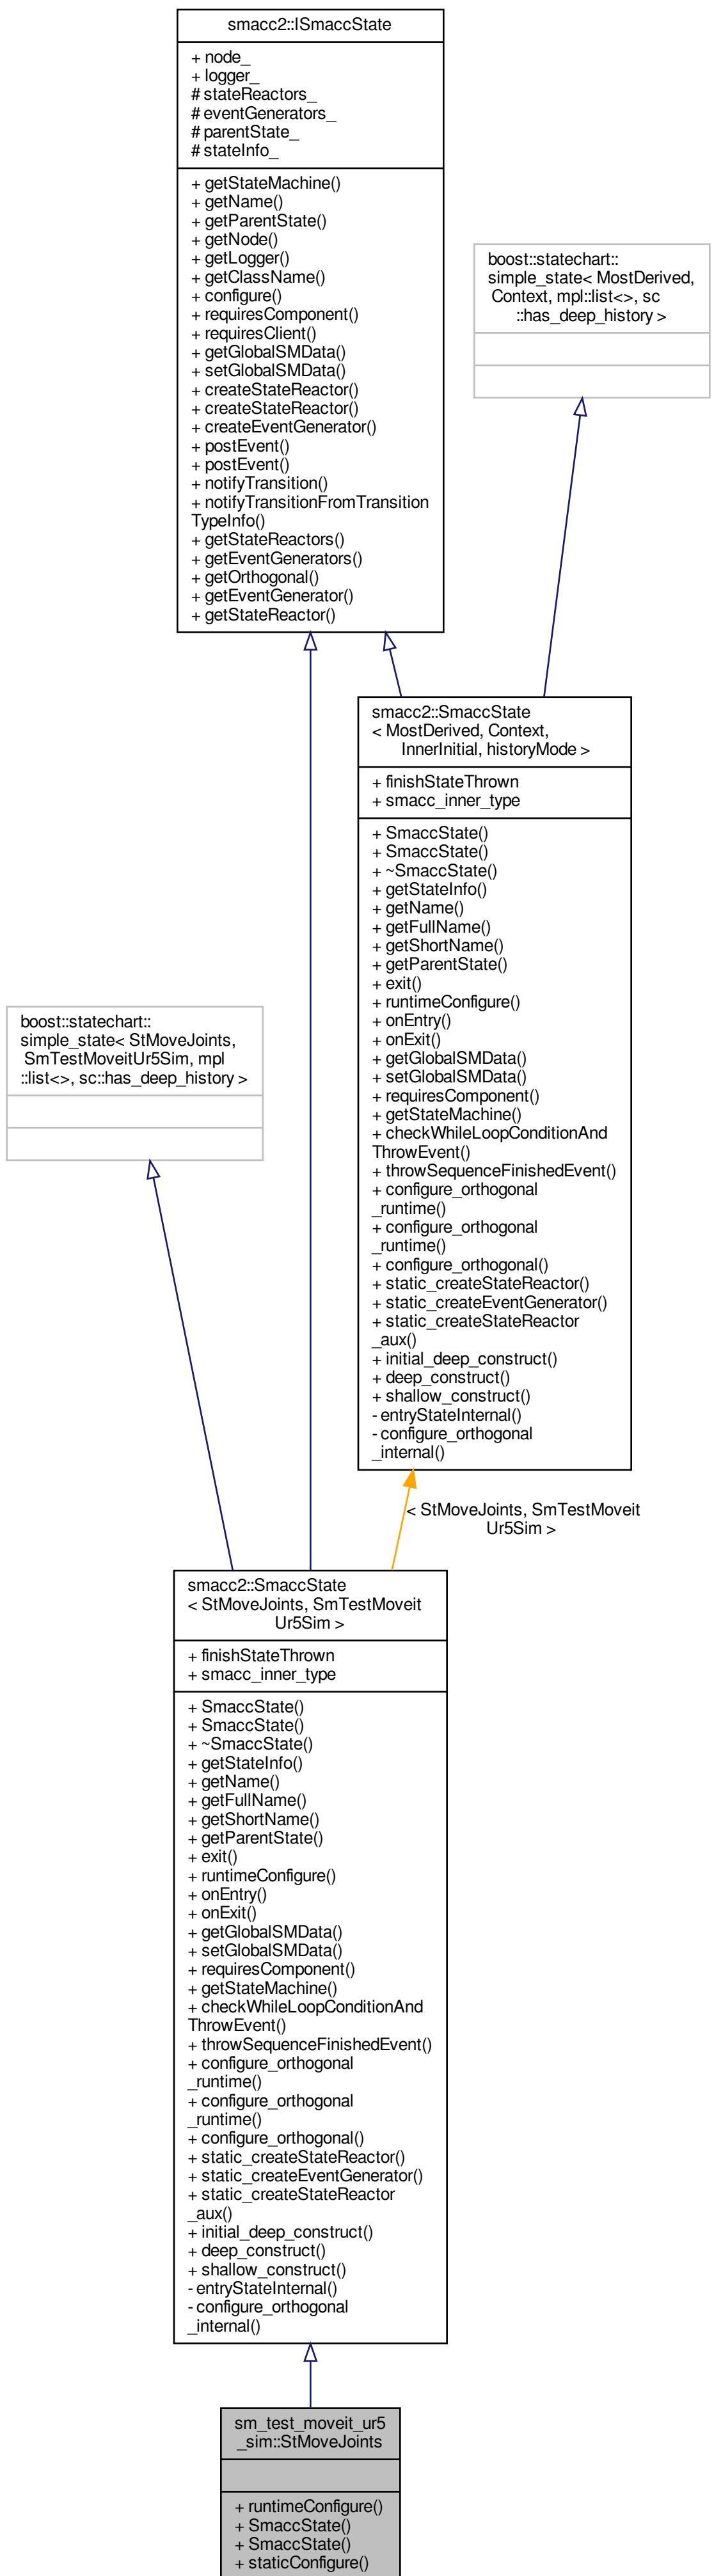 smacc2::ISmaccState
+ node_
+ logger_
# stateReactors_
# eventGenerators_
# parentState_
# stateInfo_
+ getStateMachine()
+ getName()
+ getParentState()
+ getNode()
+ getLogger()
+ getClassName()
+ configure()
+ requiresComponent()
+ requiresClient()
+ getGlobalSMData()
+ setGlobalSMData()
+ createStateReactor()
+ createStateReactor()
+ createEventGenerator()
+ postEvent()
+ postEvent()
+ notifyTransition()
+ notifyTransitionFromTransition
TypeInfo()
+ getStateReactors()
+ getEventGenerators()
+ getOrthogonal()
+ getEventGenerator()
+ getStateReactor()
boost::statechart::
simple_state< MostDerived,
Context, mpl::list<>, sc
::has_deep_history >
smacc2::SmaccState
< MostDerived, Context,
InnerInitial, historyMode >
+ finishStateThrown
+ smacc_inner_type
+ SmaccState()
+ SmaccState()
+ ~SmaccState()
+ getStateInfo()
+ getName()
+ getFullName()
+ getShortName()
+ getParentState()
+ exit()
+ runtimeConfigure()
+ onEntry()
+ onExit()
+ getGlobalSMData()
+ setGlobalSMData()
+ requiresComponent()
+ getStateMachine()
+ checkWhileLoopConditionAnd
ThrowEvent()
+ throwSequenceFinishedEvent()
+ configure_orthogonal
_runtime()
+ configure_orthogonal
_runtime()
+ configure_orthogonal()
+ static_createStateReactor()
+ static_createEventGenerator()
+ static_createStateReactor
_aux()
+ initial_deep_construct()
+ deep_construct()
+ shallow_construct()
- entryStateInternal()
- configure_orthogonal
_internal()
boost::statechart::
simple_state< StMoveJoints,
SmTestMoveitUr5Sim, mpl
::list<>, sc::has_deep_history >
< StMoveJoints, SmTestMoveit
Ur5Sim >
smacc2::SmaccState
< StMoveJoints, SmTestMoveit
Ur5Sim >
+ finishStateThrown
+ smacc_inner_type
+ SmaccState()
+ SmaccState()
+ ~SmaccState()
+ getStateInfo()
+ getName()
+ getFullName()
+ getShortName()
+ getParentState()
+ exit()
+ runtimeConfigure()
+ onEntry()
+ onExit()
+ getGlobalSMData()
+ setGlobalSMData()
+ requiresComponent()
+ getStateMachine()
+ checkWhileLoopConditionAnd
ThrowEvent()
+ throwSequenceFinishedEvent()
+ configure_orthogonal
_runtime()
+ configure_orthogonal
_runtime()
+ configure_orthogonal()
+ static_createStateReactor()
+ static_createEventGenerator()
+ static_createStateReactor
_aux()
+ initial_deep_construct()
+ deep_construct()
+ shallow_construct()
- entryStateInternal()
- configure_orthogonal
_internal()
sm_test_moveit_ur5
_sim::StMoveJoints
+ runtimeConfigure()
+ SmaccState()
+ SmaccState()
+ staticConfigure()